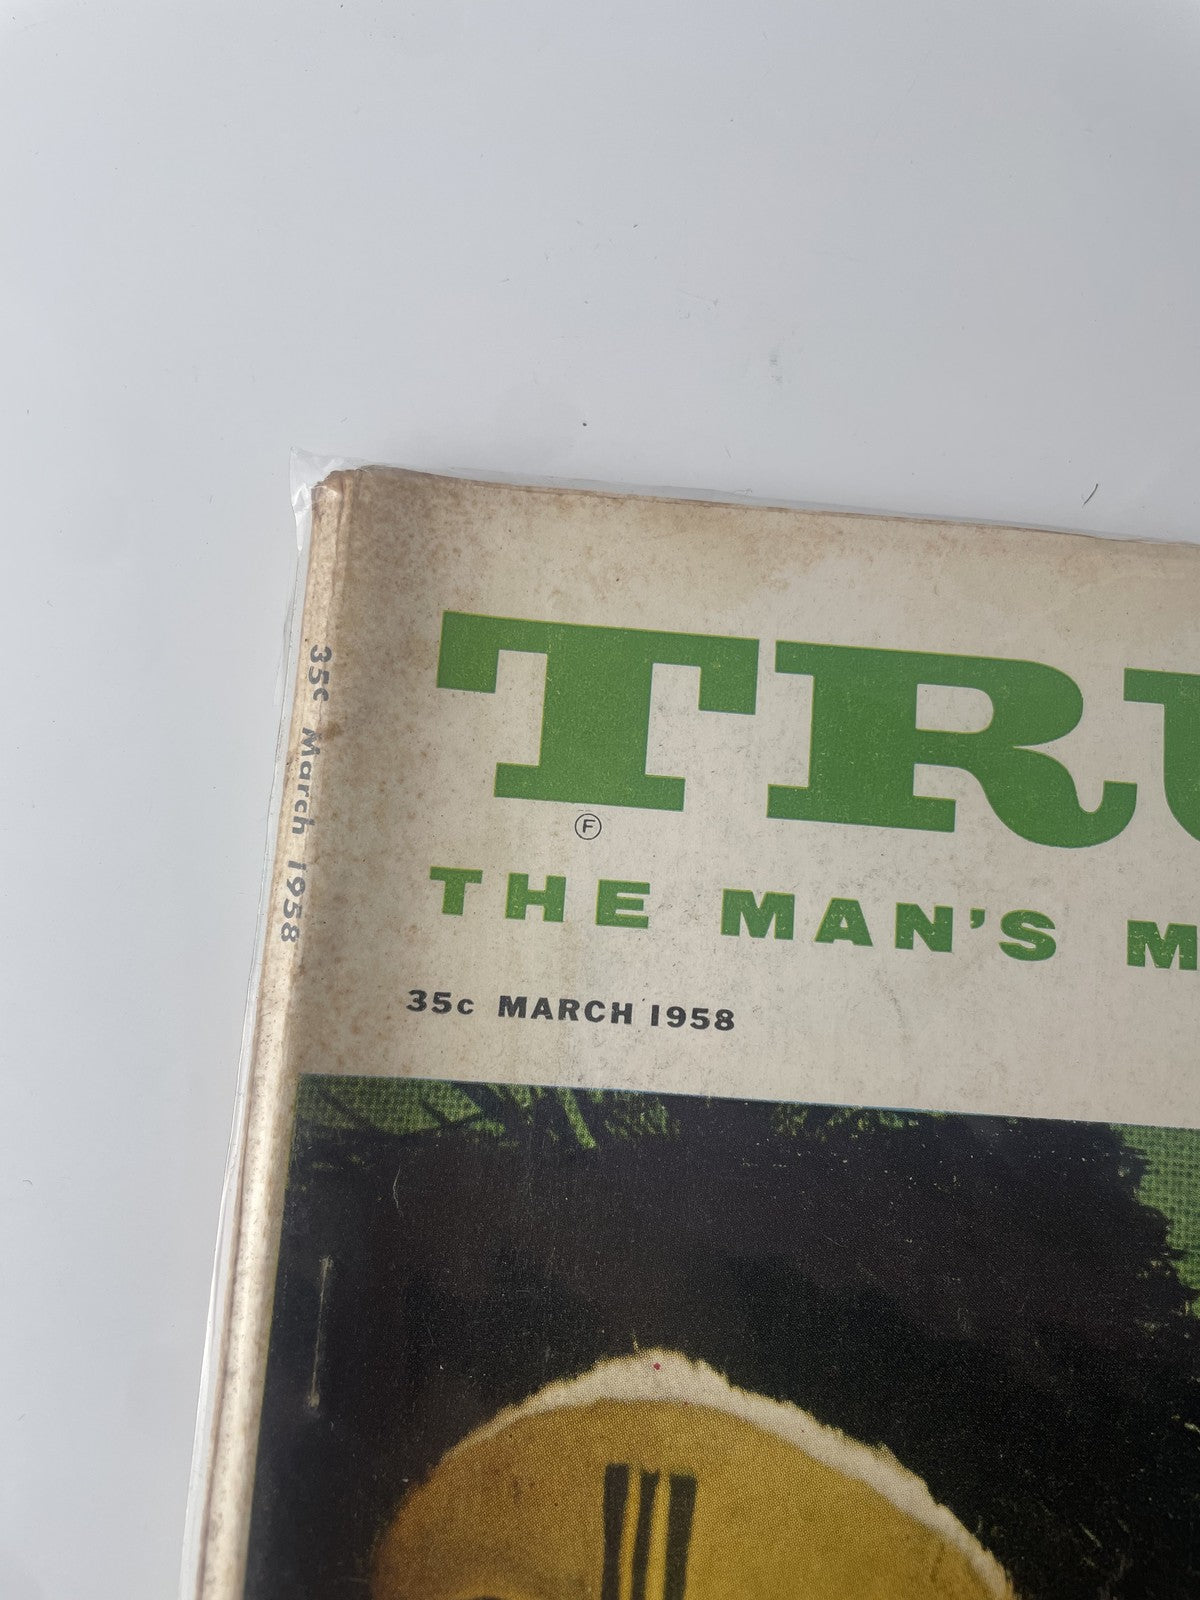 TRU
F
THE MAN'S M
35c MARCH 1958
35c March 1958